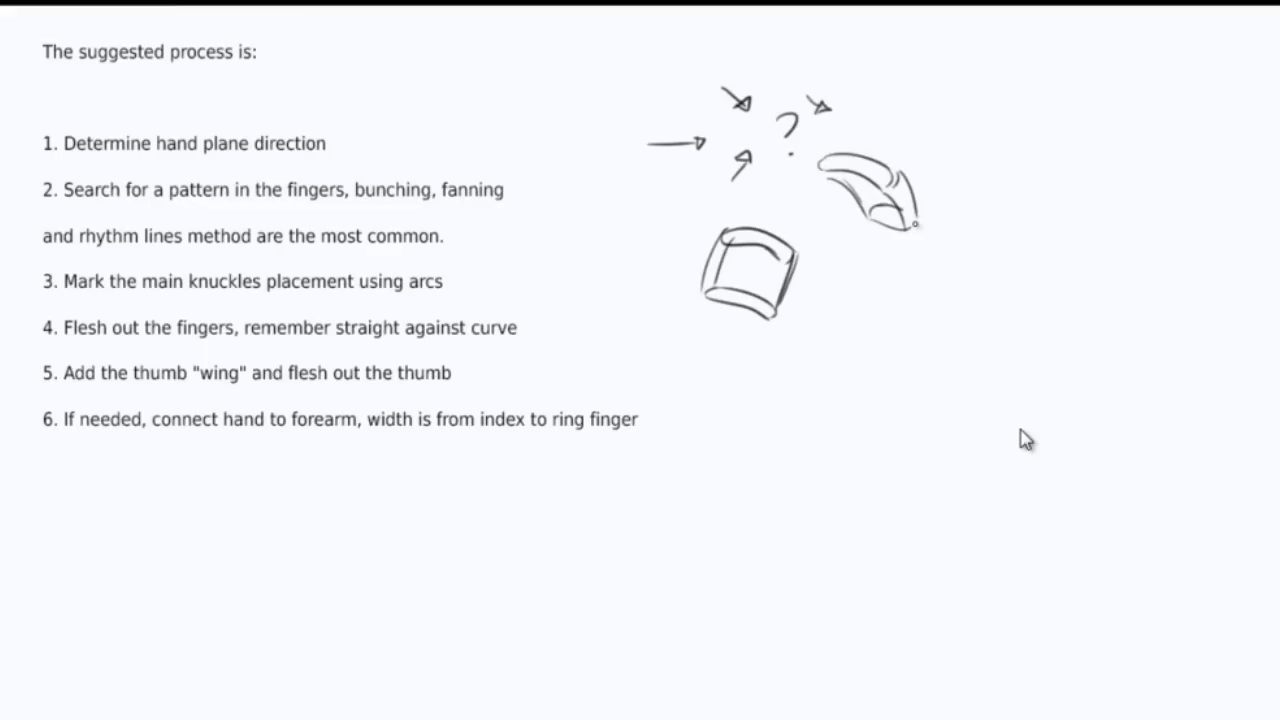 The suggested process is:
1. Determine hand plane direction
2. Search for a pattern in the fingers, bunching, fanning
and rhythm lines method are the most common.
3. Mark the main knuckles placement using arcs
4. Flesh out the fingers, remember straight against curve
5. Add the thumb "wing" and flesh out the thumb
6. If needed, connect hand to forearm, width is from index to ring finger
?